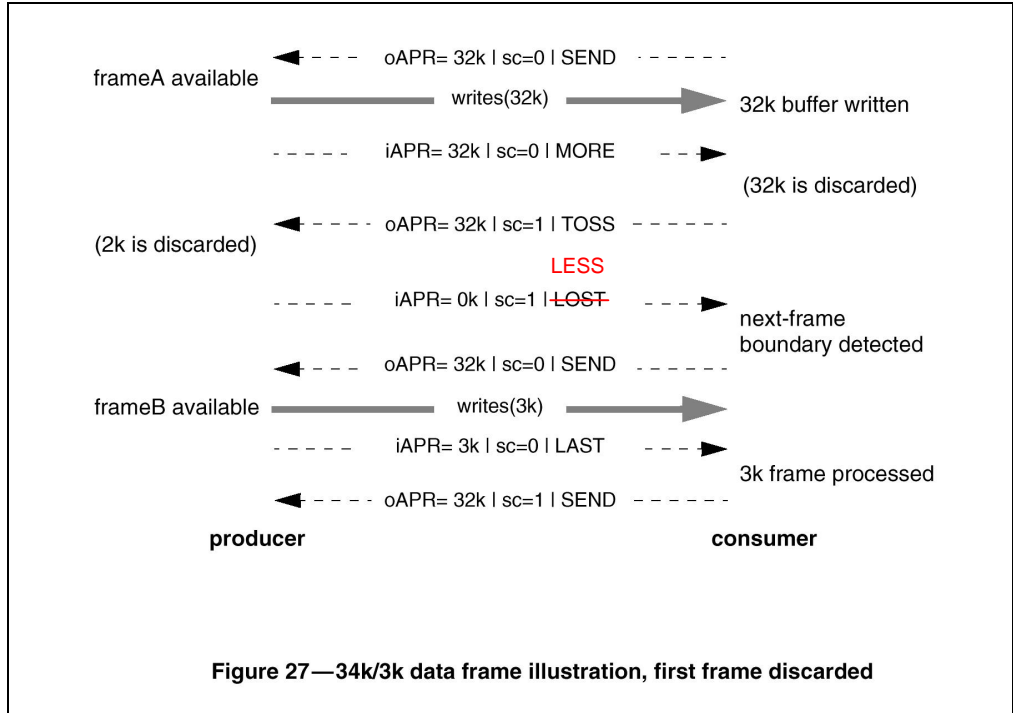 oAPR= 32k | sc=0 | SEND
frameA available
writes(32k)
32k buffer written
iAPR= 32k | sc=0 | MORE
(32k is discarded)
oAPR= 32k | sc=1 | TOSS
(2k is discarded)
LESS
iAPR= 0k | sc=1 | LOST
next-frame
boundary detected
oAPR= 32k | sc=0 | SEND
frameB available
writes(3k)
iAPR= 3k | sc=0 | LAST
3k frame processed
oAPR= 32k | sc=1 | SEND
producer
consumer
Figure 27—34k/3k data frame illustration, first frame discarded